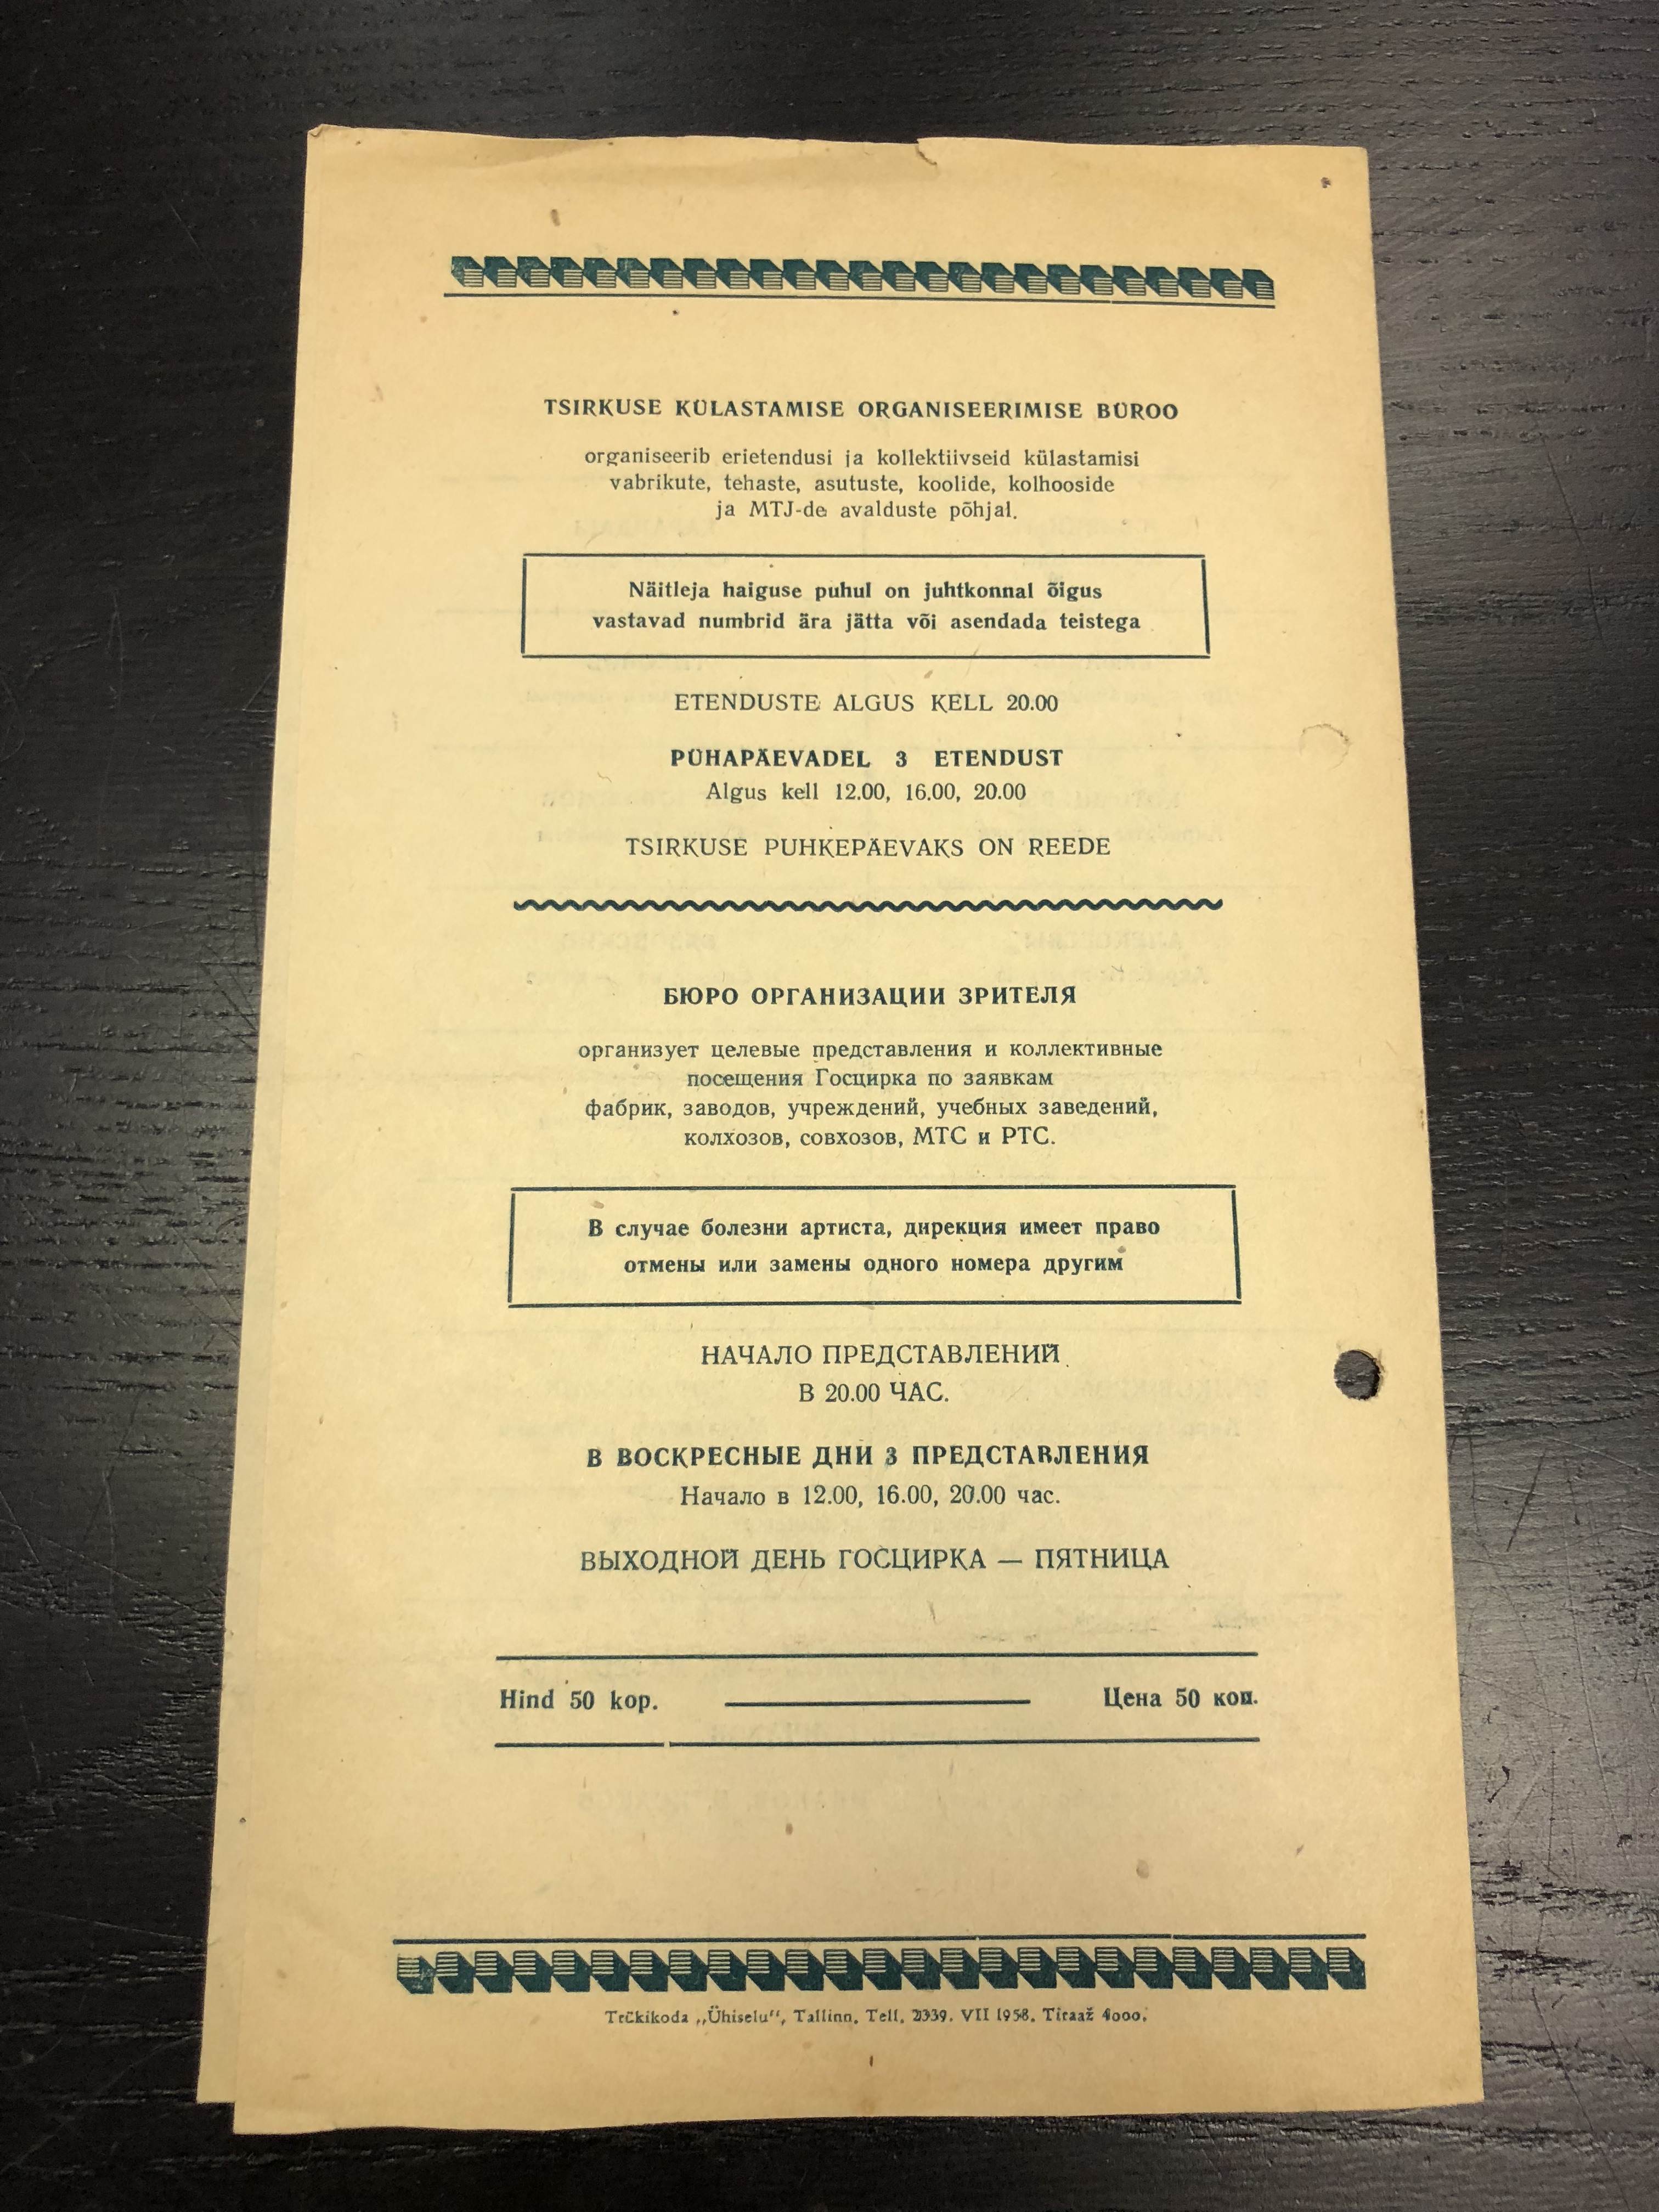 TSIRKUSE KÜLASTAMISE ORGANISEERIMISE BÜROO
organiseerib erietendusi ja kollektiivseid külastamisi
vabrikute, tehaste, asutuste, koolide, kolhooside
ja MTJ-de avalduste põhjal.
Näitleja haiguse puhul on juhtkonnal õigus
vastavad numbrid ära jätta või asendada teistega
ETENDUSTE ALGUS KELL 20.00
PÜHAPÄEVADEL 3 ETENDUST
Algus kell 12.00, 16.00, 20.00
TSIRKUSE PUHKEPÄEVAKS ON REEDE
БЮРО ОРГАНИЗАЦИИ ЗРИТЕЛЯ
организует целевые представления и коллективные
посещения Госцирка по заявкам
фабрик, заводов, учреждений, учебных заведений,
колхозов, совхозов, МТС и РТС.
В случае болезни артиста, дирекция имеет право
отмены или замены одного номера другим
НАЧАЛО ПРЕДСТАВЛЕНИЙ
В 20.00 ЧАС.
В ВОСКРЕСНЫЕ ДНИ 3 ПРЕДСТАВЛЕНИЯ
Начало в 12.00, 16.00, 20.00 час.
ВЫХОДНОЙ ДЕНЬ ГОСЦИРКА — ПЯТНИЦА
Hind 50 kop. Цена 50 коп.
Trükikoda „Ühiselu“, Tallinn. Tell. 2339. VII 1958. Tiraaž 4000.